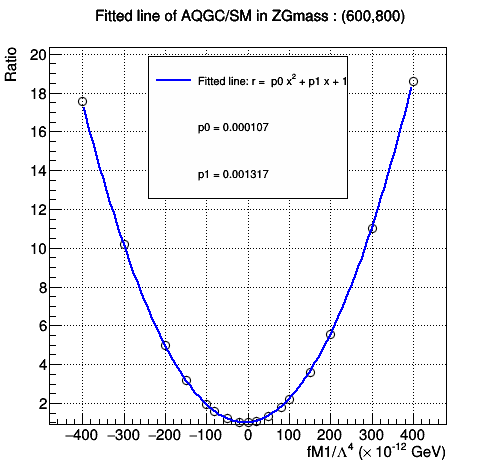 Fitted line of AQGC/SM in ZGmass : (600,800)
Ratio
Fitted line: r = p0 x² + p1 x + 1
p0 = 0.000107
p1 = 0.001317
20
18
16
14
12
10
8
6
4
2
−400 −300 −200 −100 0 100 200 300 400
fM1/Λ⁴ (× 10⁻¹² GeV)